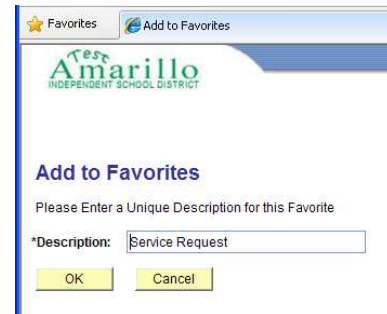 Favorites Add to Favorites
Test
Amarillo
INDEPENDENT SCHOOL DISTRICT
Add to Favorites
Please Enter a Unique Description for this Favorite
*Description: Service Request
OK Cancel